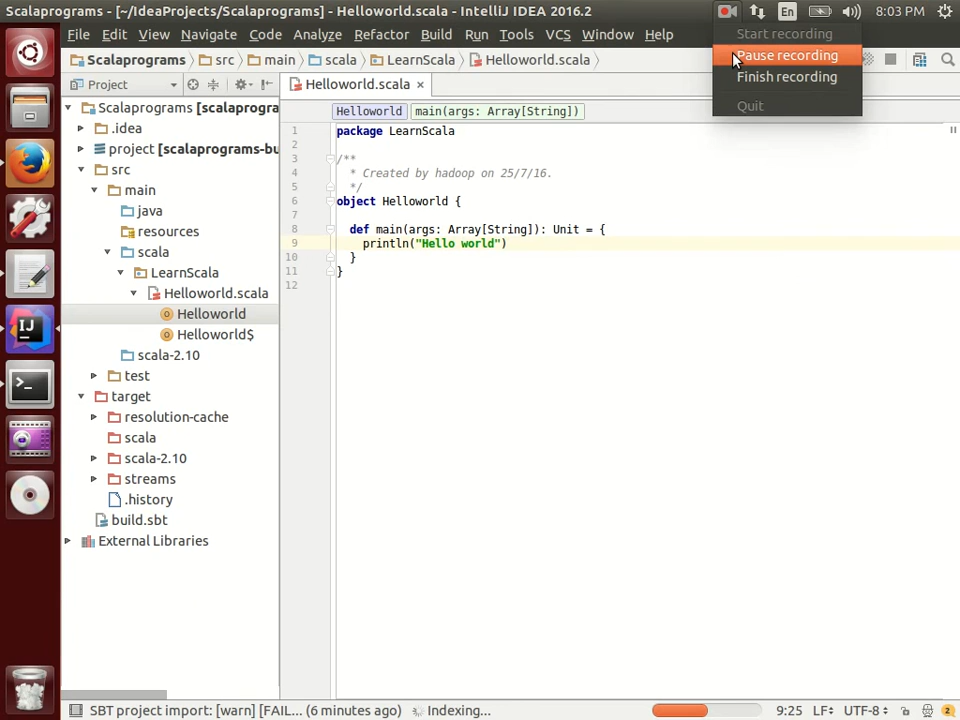 Scalaprograms - [~/IdeaProjects/Scalaprograms] - Helloworld.scala - IntelliJ IDEA 2016.2
En
8:03 PM
File Edit View Navigate Code Analyze Refactor Build Run Tools VCS Window Help
Start recording
Pause recording
Finish recording
Quit
Scalaprograms src main scala LearnScala Helloworld.scala
Project
Helloworld.scala ×
Helloworld main(args: Array[String])
Scalaprograms [scalaprogra
.idea
project [scalaprograms-bu
src
main
java
resources
scala
LearnScala
Helloworld.scala
Helloworld
Helloworld$
scala-2.10
test
target
resolution-cache
scala
scala-2.10
streams
.history
build.sbt
External Libraries
1 package LearnScala
2
3 /**
4 * Created by hadoop on 25/7/16.
5 */
6 object Helloworld {
7
8 def main(args: Array[String]): Unit = {
9 println("Hello world")
10 }
11 }
12
SBT project import: [warn] [FAIL... (6 minutes ago) Indexing... 9:25 LF÷ UTF-8÷ 2